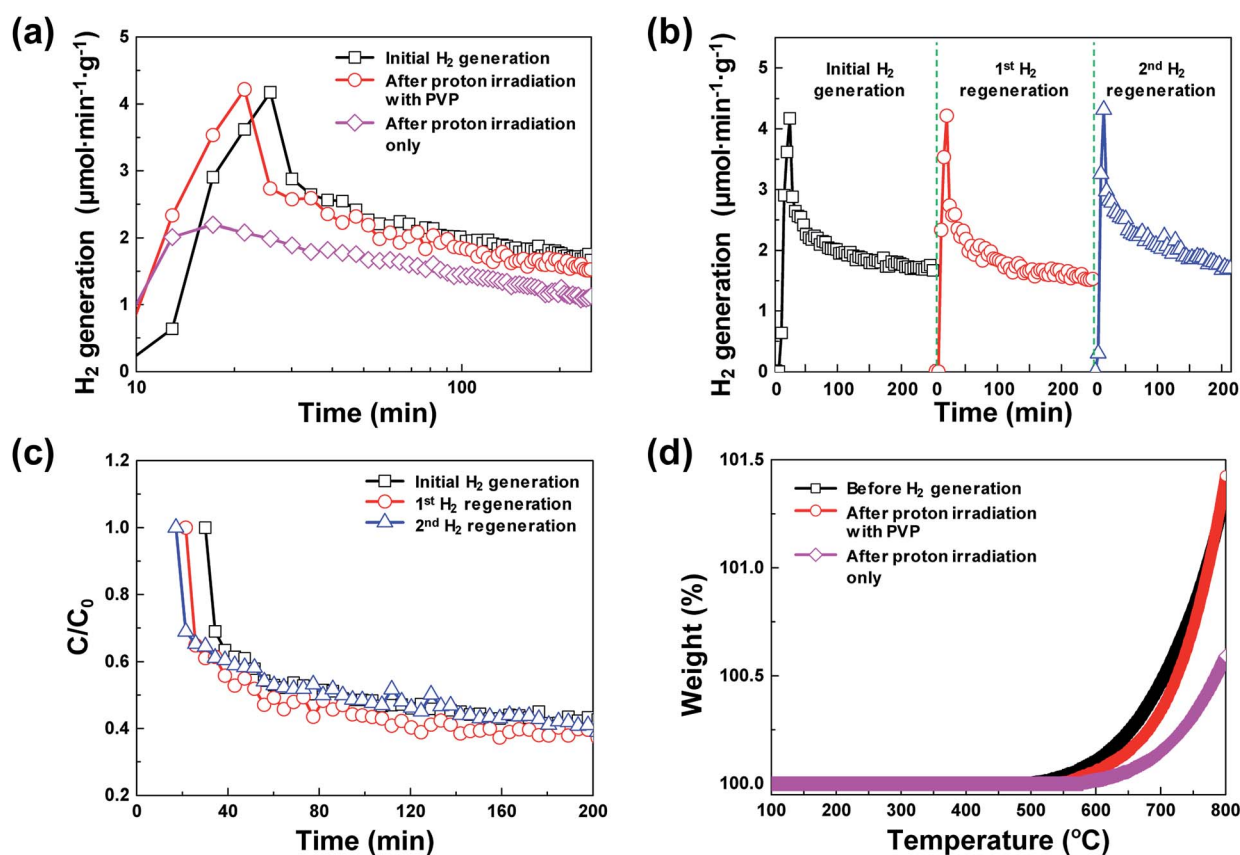 (a)
H₂ generation (μmol·min⁻¹·g⁻¹)
5
4
3
2
1
0
10
100
Time (min)
Initial H₂ generation
After proton irradiation
with PVP
After proton irradiation
only
(b)
H₂ generation (μmol·min⁻¹·g⁻¹)
5
4
3
2
1
0
Initial H₂
generation
1st H₂
regeneration
2nd H₂
regeneration
0 100 200 0 100 200 0 100 200
Time (min)
(c)
C/C₀
1.2
1.0
0.8
0.6
0.4
0.2
0 40 80 120 160 200
Time (min)
Initial H₂ generation
1st H₂ regeneration
2nd H₂ regeneration
(d)
Weight (%)
101.5
101.0
100.5
100.0
100 200 300 400 500 600 700 800
Temperature (°C)
Before H₂ generation
After proton irradiation
with PVP
After proton irradiation
only